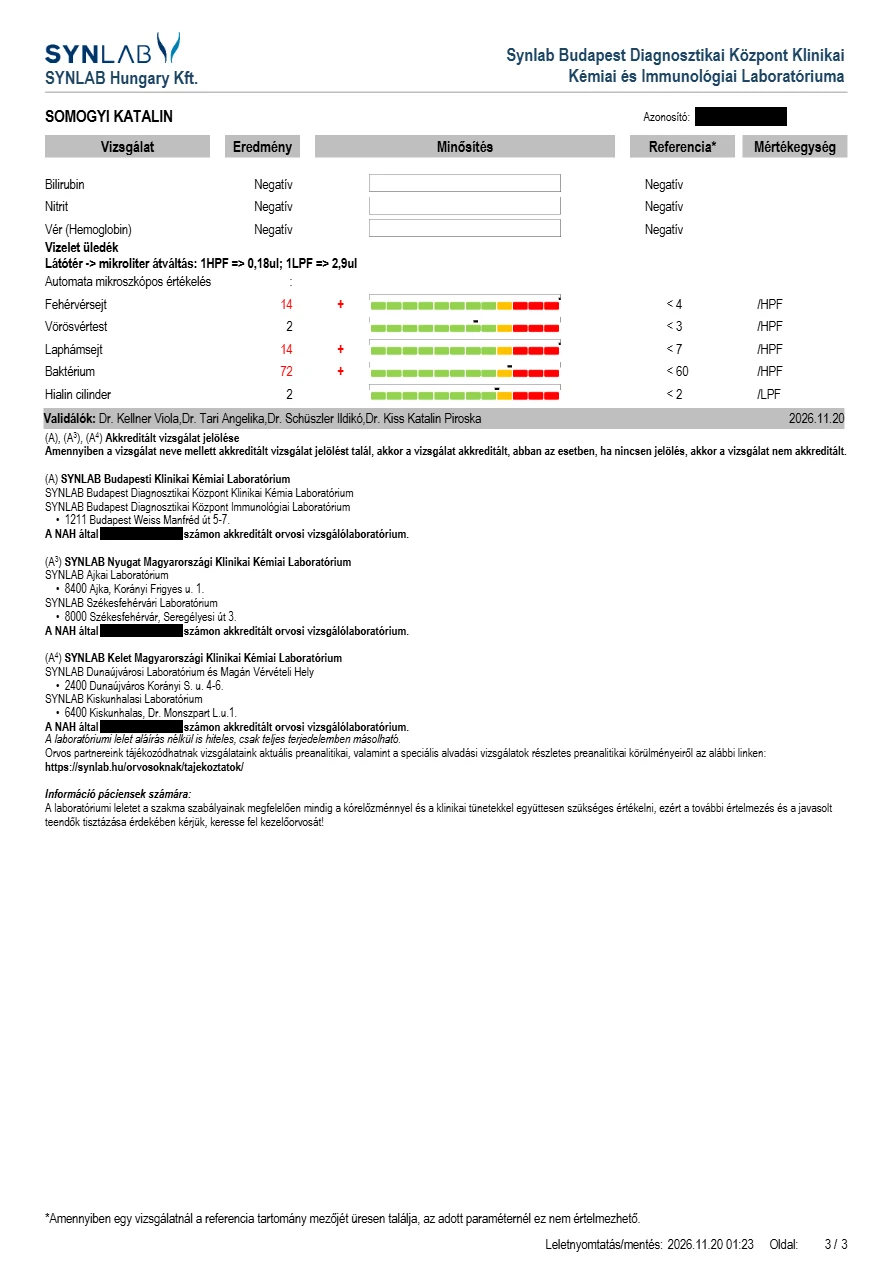 SYNLAB
SYNLAB Hungary Kft.
Synlab Budapest Diagnosztikai Központ Klinikai
Kémiai és Immunológiai Laboratóriuma
SOMOGYI KATALIN
Azonosító:
Vizsgálat Eredmény Minősítés Referencia* Mértékegység
Bilirubin Negatív Negatív
Nitrit Negatív Negatív
Vér (Hemoglobin) Negatív Negatív
Vizelet üledék
Látótér -> mikroliter átváltás: 1HPF => 0,18ul; 1LPF => 2,9ul
Automata mikroszkópos értékelés :
Fehérvérsejt 14 + < 4 /HPF
Vörösvértest 2 < 3 /HPF
Laphámsejt 14 + < 7 /HPF
Baktérium 72 + < 60 /HPF
Hialin cilinder 2 < 2 /LPF
Validálók: Dr. Kellner Viola,Dr. Tari Angelika,Dr. Schüszler Ildikó,Dr. Kiss Katalin Piroska 2026.11.20
(A), (A³), (A⁴) Akkreditált vizsgálat jelölése
Amennyiben a vizsgálat neve mellett akkreditált vizsgálat jelölést talál, akkor a vizsgálat akkreditált, abban az esetben, ha nincsen jelölés, akkor a vizsgálat nem akkreditált.
(A) SYNLAB Budapesti Klinikai Kémiai Laboratórium
SYNLAB Budapest Diagnosztikai Központ Klinikai Kémia Laboratórium
SYNLAB Budapest Diagnosztikai Központ Immunológiai Laboratórium
• 1211 Budapest Weiss Manfréd út 5-7.
A NAH által számon akkreditált orvosi vizsgálólaboratórium.
(A³) SYNLAB Nyugat Magyarországi Klinikai Kémiai Laboratórium
SYNLAB Ajkai Laboratórium
• 8400 Ajka, Korányi Frigyes u. 1.
SYNLAB Székesfehérvári Laboratórium
• 8000 Székesfehérvár, Seregélyesi út 3.
A NAH által számon akkreditált orvosi vizsgálólaboratórium.
(A⁴) SYNLAB Kelet Magyarországi Klinikai Kémiai Laboratórium
SYNLAB Dunaújvárosi Laboratórium és Magán Vérvételi Hely
• 2400 Dunaújváros Korányi S. u. 4-6.
SYNLAB Kiskunhalasi Laboratórium
• 6400 Kiskunhalas, Dr. Monszpart L.u.1.
A NAH által számon akkreditált orvosi vizsgálólaboratórium.
A laboratóriumi lelet aláírás nélkül is hiteles, csak teljes terjedelemben másolható.
Orvos partnereink tájékozódhatnak vizsgálataink aktuális preanalitikai, valamint a speciális alvadási vizsgálatok részletes preanalitikai körülményeiről az alábbi linken:
https://synlab.hu/orvosoknak/tajekoztatok/
Információ páciensek számára:
A laboratóriumi leletet a szakma szabályainak megfelelően mindig a kórelőzménnyel és a klinikai tünetekkel együttesen szükséges értékelni, ezért a további értelmezés és a javasolt
teendők tisztázása érdekében kérjük, keresse fel kezelőorvosát!
*Amennyiben egy vizsgálatnál a referencia tartomány mezőjét üresen találja, az adott paraméternél ez nem értelmezhető.
Leletnyomtatás/mentés: 2026.11.20 01:23 Oldal: 3 / 3